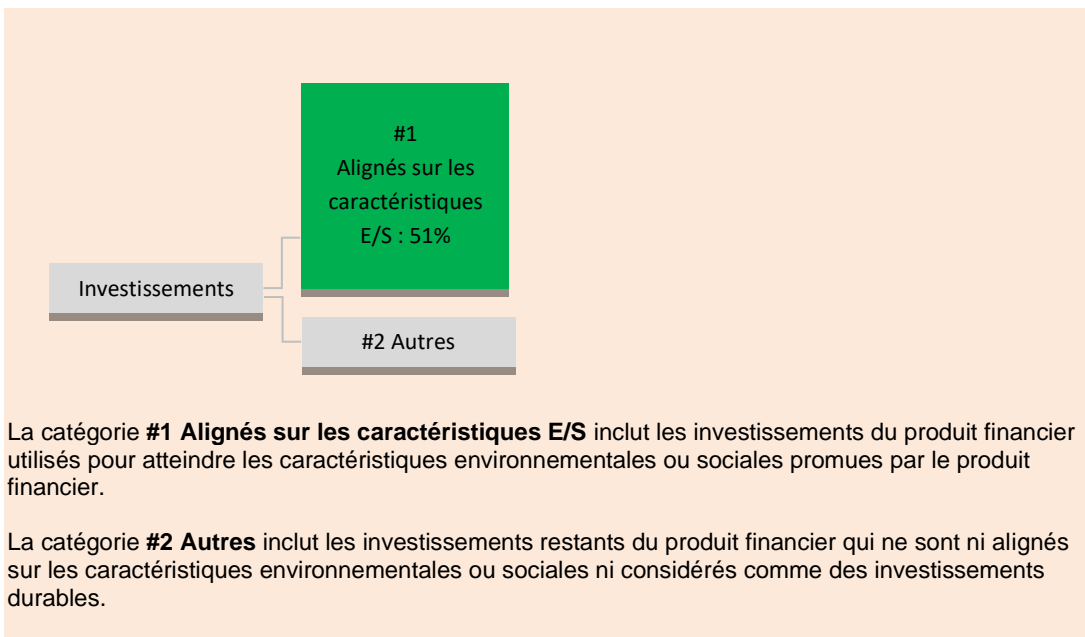 #1
Alignés sur les
caractéristiques
E/S : 51%
Investissements
#2 Autres
La catégorie #1 Alignés sur les caractéristiques E/S inclut les investissements du produit financier
utilisés pour atteindre les caractéristiques environnementales ou sociales promues par le produit
financier.
La catégorie #2 Autres inclut les investissements restants du produit financier qui ne sont ni alignés
sur les caractéristiques environnementales ou sociales ni considérés comme des investissements
durables.